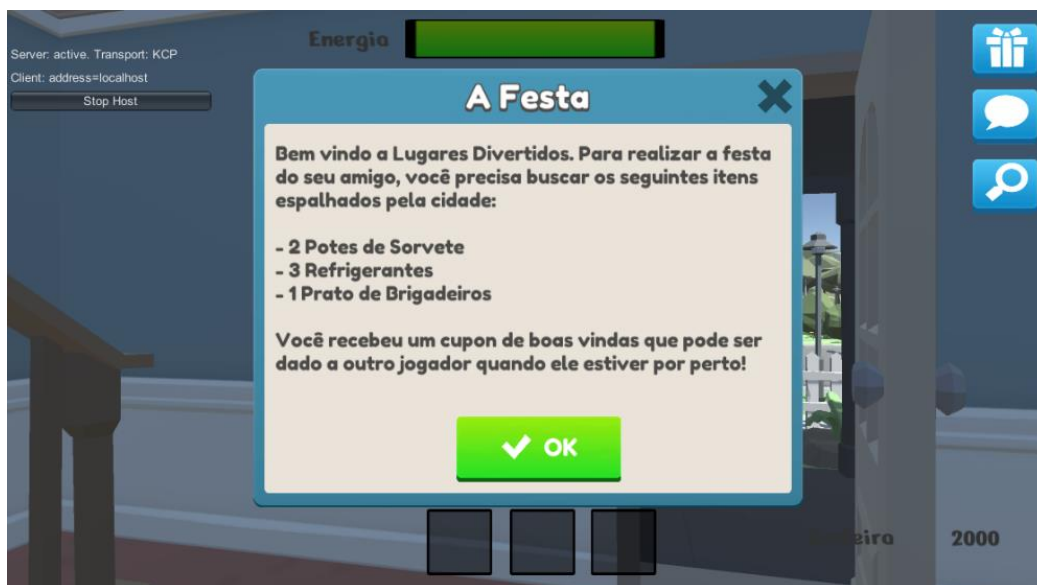 Energia
Server: active. Transport: KCP
Client: address=localhost
Stop Host
A Festa
Bem vindo a Lugares Divertidos. Para realizar a festa
do seu amigo, você precisa buscar os seguintes itens
espalhados pela cidade:
- 2 Potes de Sorvete
- 3 Refrigerantes
- 1 Prato de Brigadeiros
Você recebeu um cupon de boas vindas que pode ser
dado a outro jogador quando ele estiver por perto!
OK
2000